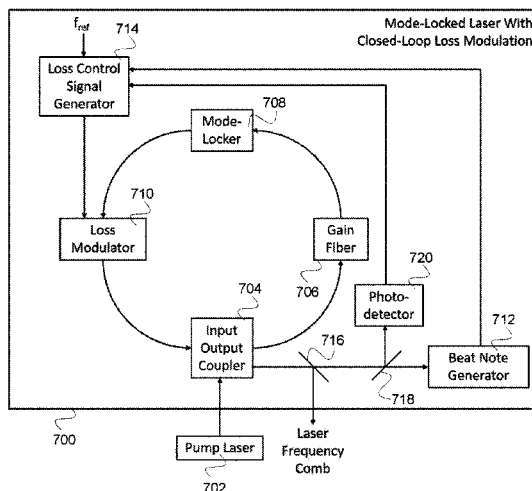 Mode-Locked Laser With
Closed-Loop Loss Modulation
f_ref
714
Loss Control
Signal
Generator
708
Mode-
Locker
710
Loss
Modulator
Gain
Fiber
706
720
Photo-
detector
704
Input
Output
Coupler
716
712
Beat Note
Generator
718
700
Pump Laser
702
Laser
Frequency
Comb